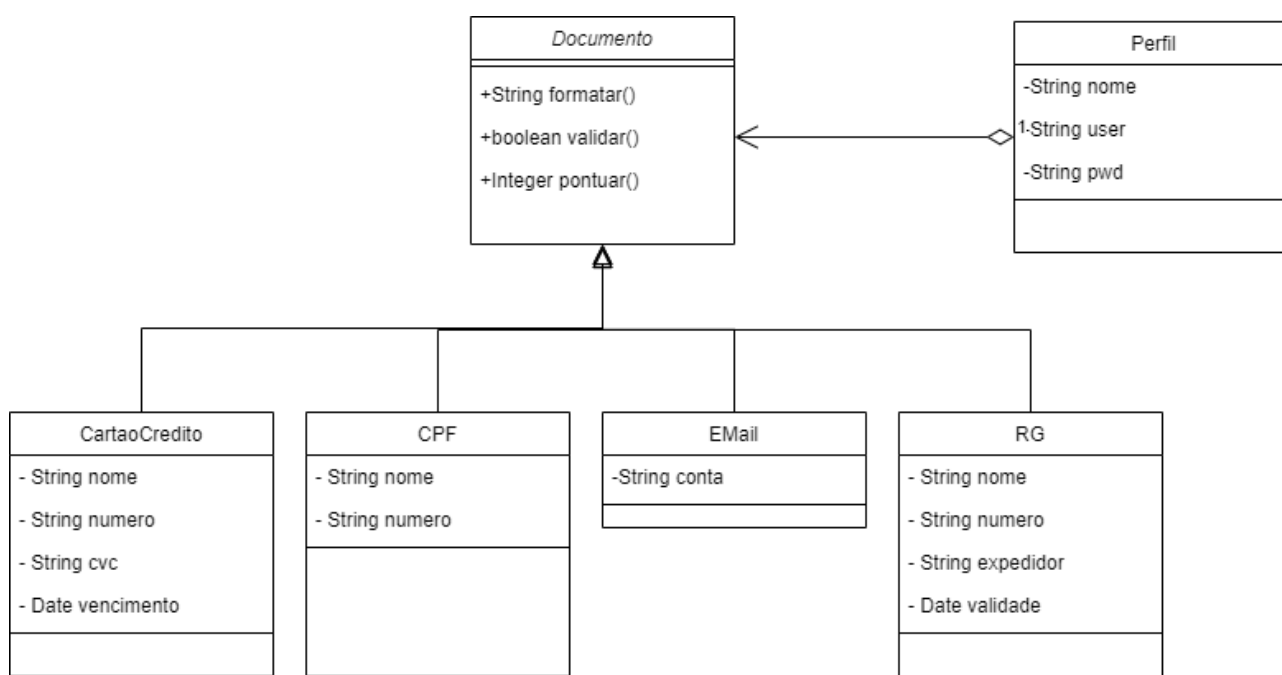 Documento
+String formatar()
+boolean validar()
+Integer pontuar()
Perfil
-String nome
1
-String user
-String pwd
CartaoCredito
- String nome
- String numero
- String cvc
- Date vencimento
CPF
- String nome
- String numero
EMail
-String conta
RG
- String nome
- String numero
- String expedidor
- Date validade